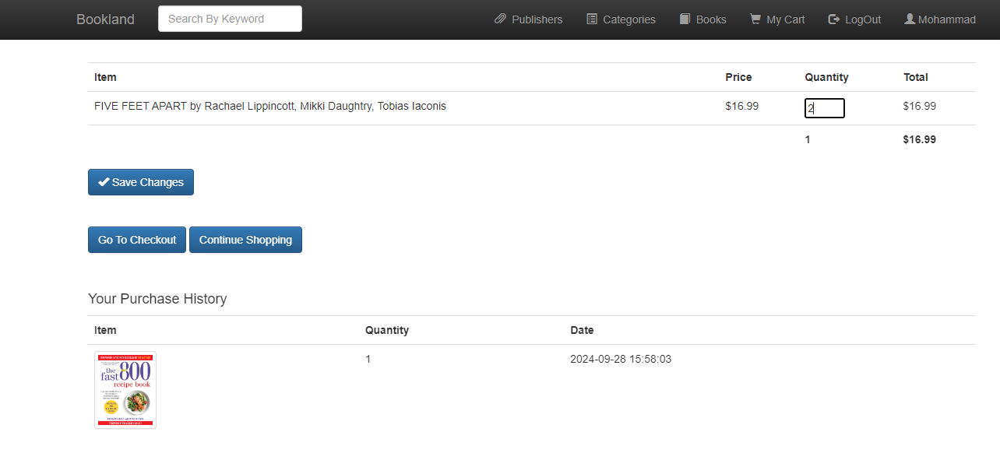 Bookland Search By Keyword Publishers Categories Books My Cart LogOut Mohammad
Item Price Quantity Total
FIVE FEET APART by Rachael Lippincott, Mikki Daughtry, Tobias Iaconis $16.99 2 $16.99
1 $16.99
Save Changes
Go To Checkout Continue Shopping
Your Purchase History
Item Quantity Date
1 2024-09-28 15:58:03
the
fast 800
recipe book